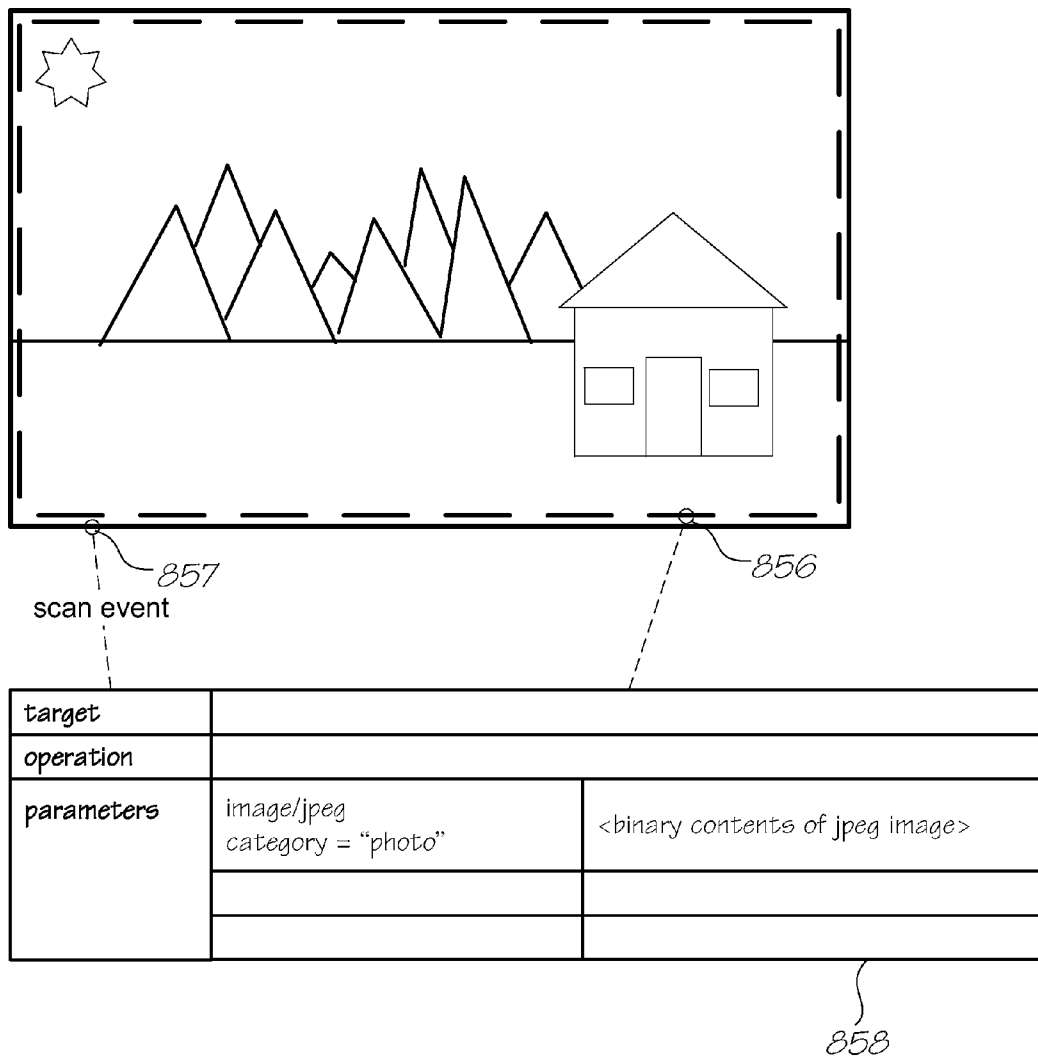 857
856
scan event
target
operation
parameters
image/jpeg
category = “photo”
<binary contents of jpeg image>
858